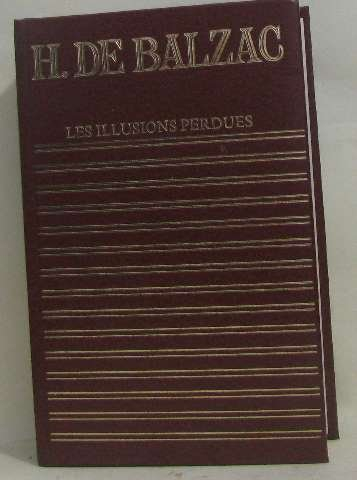 H. DE BALZAC
LES ILLUSIONS PERDUES